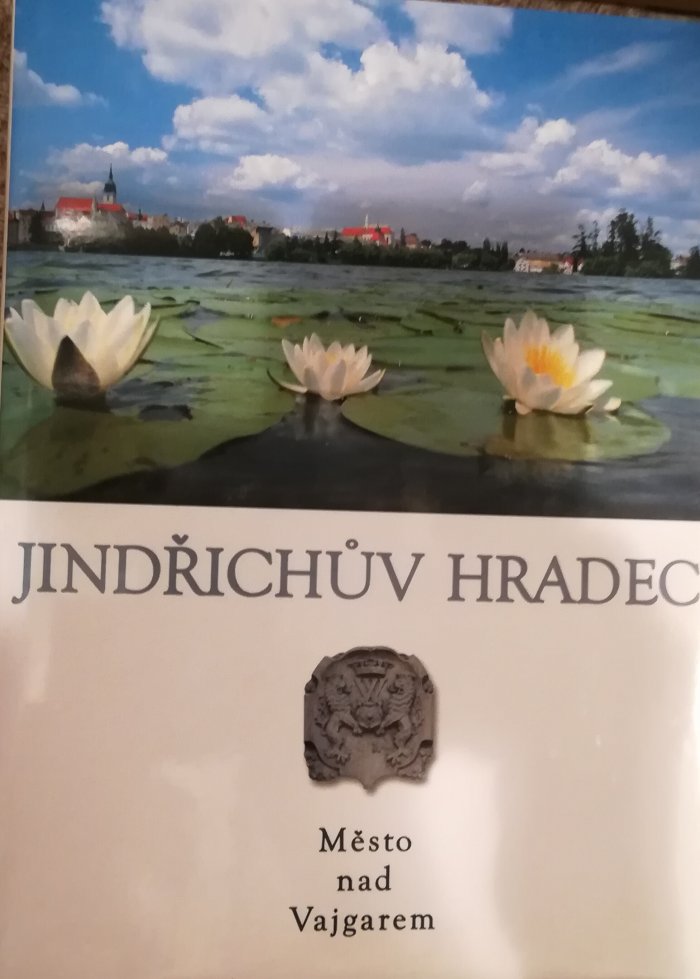 JINDŘICHŮV HRADEC
W
Město
nad
Vajgarem